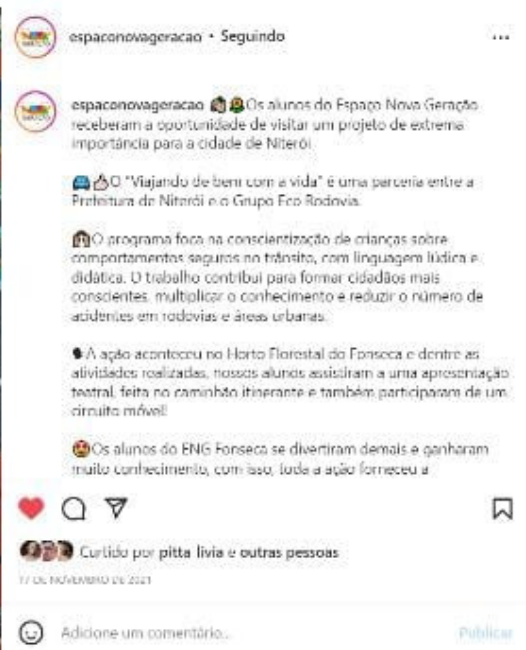 espaconovageracao • Seguindo
espaconovageracao Os alunos do Espaço Nova Geração
receberam a oportunidade de visitar um projeto de extrema
importância para a cidade de Niterói
O "Viajando de bem com a vida" é uma parceria entre a
Prefeitura de Niterói e o Grupo Eco Rodovia.
O programa foca na conscientização de crianças sobre
comportamentos seguros no trânsito, com linguagem lúdica e
didática. O trabalho contribui para formar cidadãos mais
conscientes, multiplicar o conhecimento e reduzir o número de
acidentes em rodovias e áreas urbanas.
A ação aconteceu no Horto Florestal do Fonseca e dentre as
atividades realizadas, nossos alunos assistiram a uma apresentação
teatral, feita no caminhão itinerante e também participaram de um
circuito móvel!
Os alunos do ENG Fonseca se divertiram demais e ganharam
muito conhecimento, com isso, toda a ação forneceu a
Curtido por pitta livia e outras pessoas
17 DE NOVEMBRO DE 2021
Adicione um comentário...
Publicar